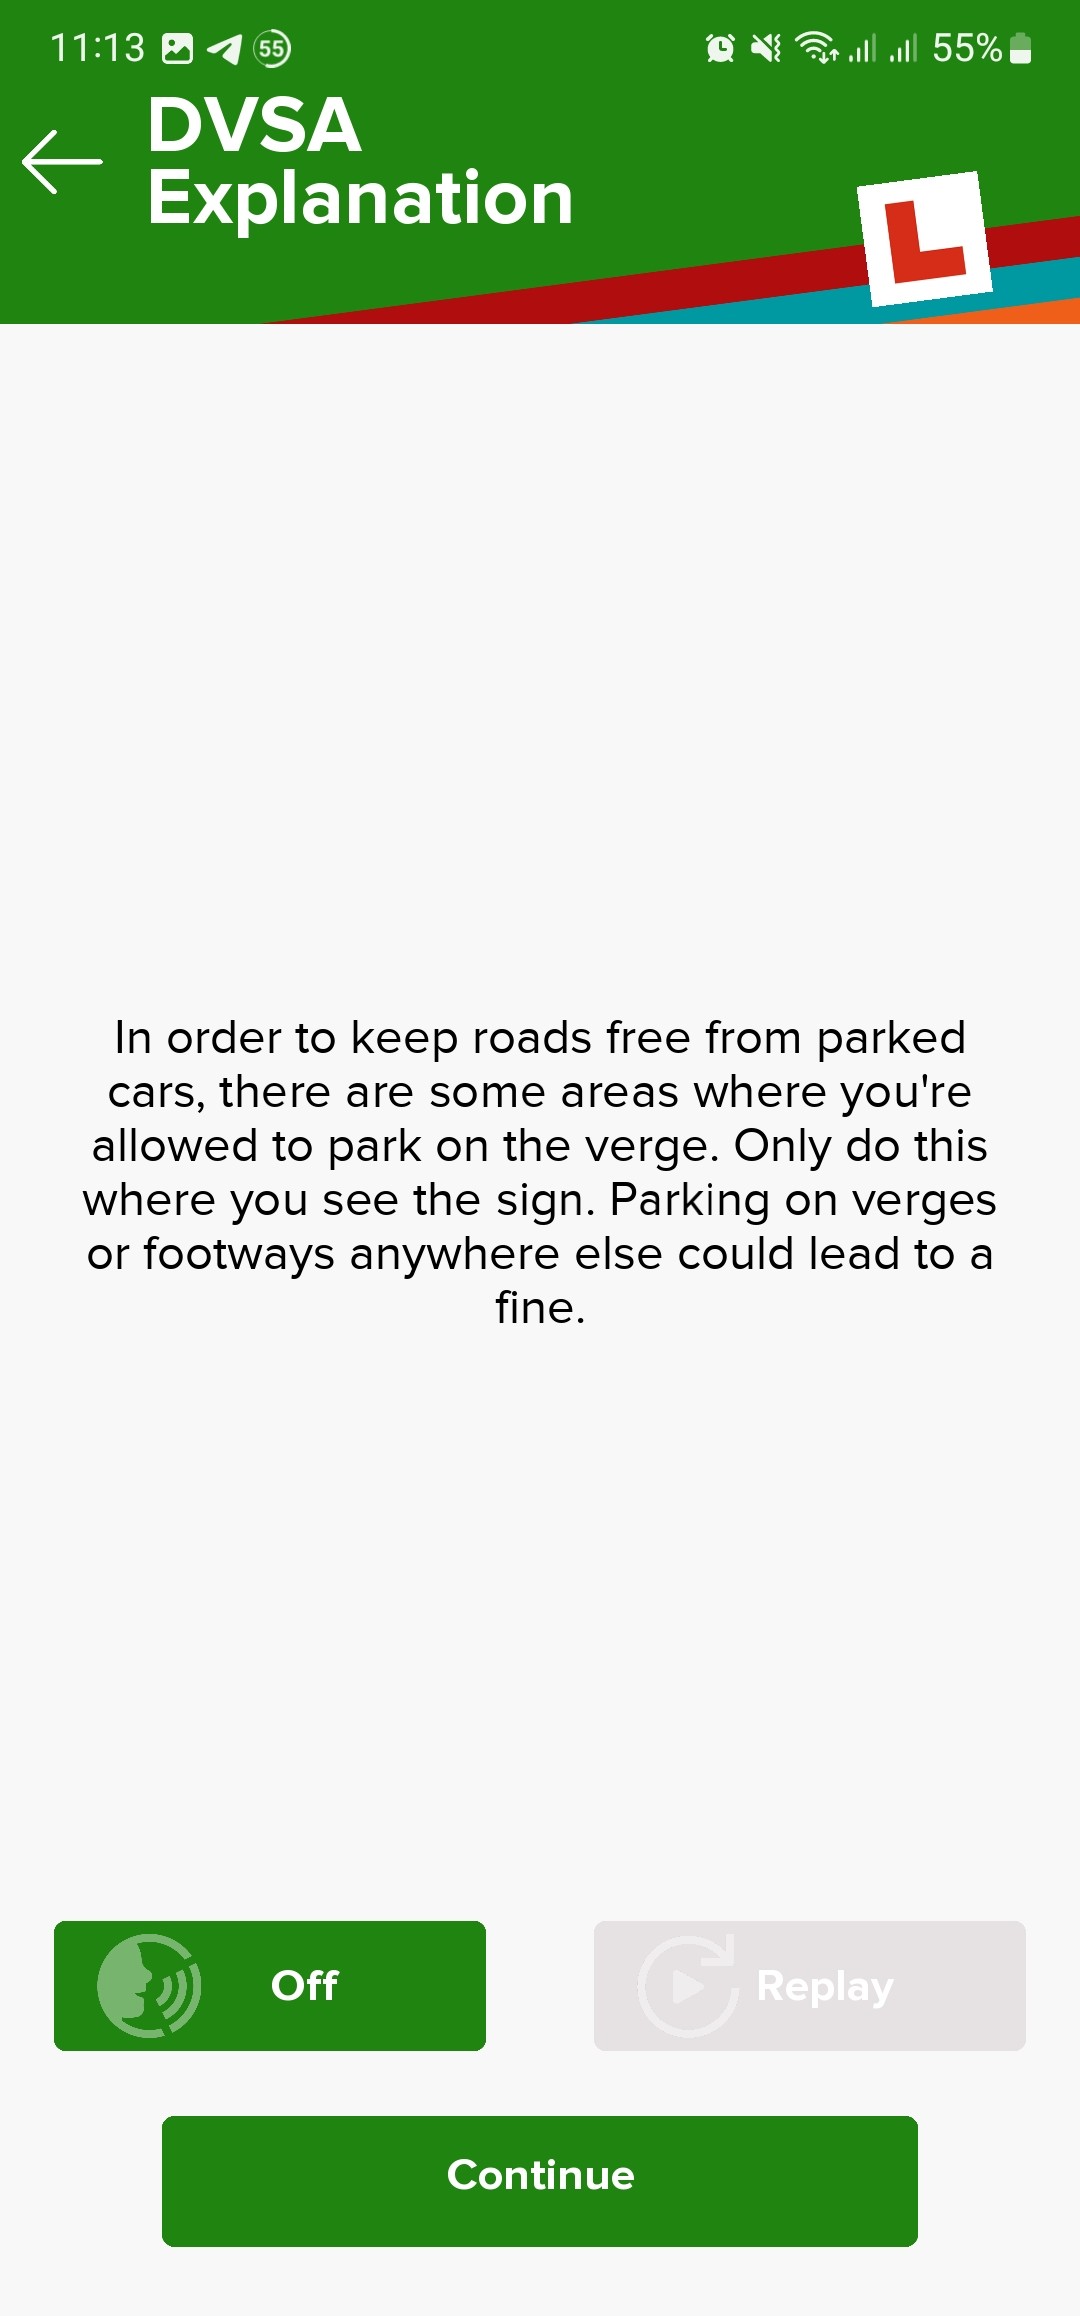 11:13 55 55%
DVSA
Explanation
L
In order to keep roads free from parked
cars, there are some areas where you're
allowed to park on the verge. Only do this
where you see the sign. Parking on verges
or footways anywhere else could lead to a
fine.
Off Replay
Continue